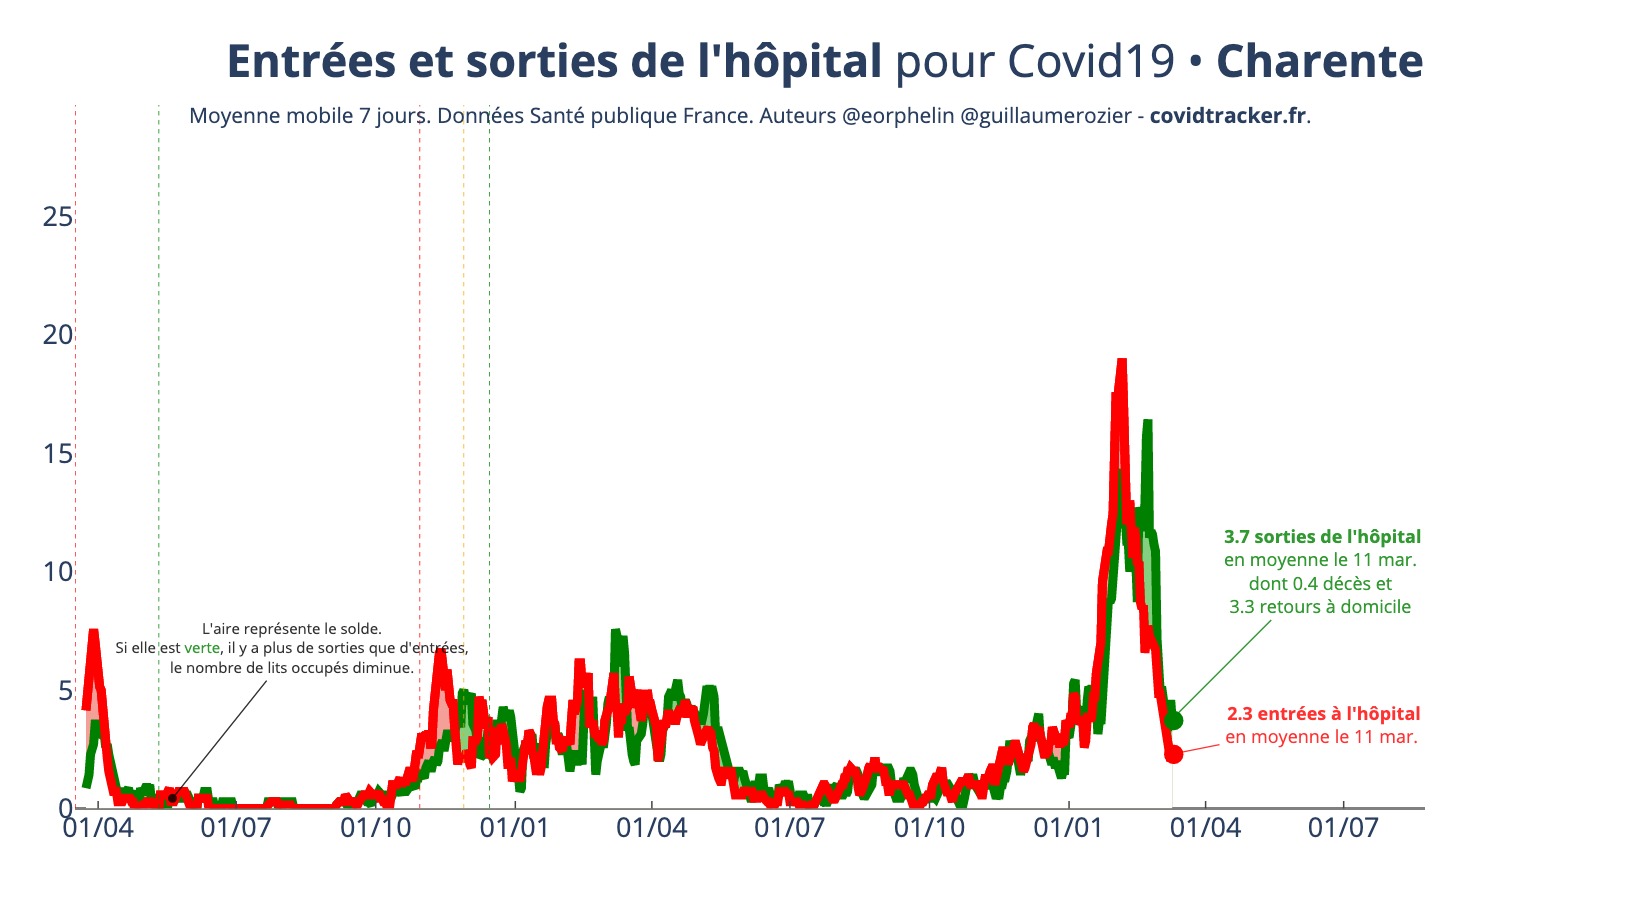 Entrées et sorties de l'hôpital pour Covid19 • Charente
Moyenne mobile 7 jours. Données Santé publique France. Auteurs @eorphelin @guillaumerozier - covidtracker.fr.
25
20
15
10
5
0
L'aire représente le solde.
Si elle est verte, il y a plus de sorties que d'entrées,
le nombre de lits occupés diminue.
3.7 sorties de l'hôpital
en moyenne le 11 mar.
dont 0.4 décès et
3.3 retours à domicile
2.3 entrées à l'hôpital
en moyenne le 11 mar.
01/04 01/07 01/10 01/01 01/04 01/07 01/10 01/01 01/04 01/07